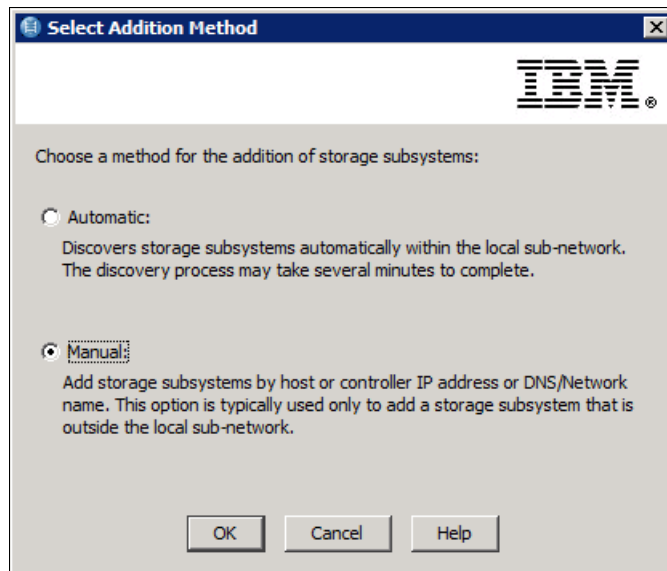 Select Addition Method
IBM®
Choose a method for the addition of storage subsystems:
Automatic:
Discovers storage subsystems automatically within the local sub-network.
The discovery process may take several minutes to complete.
Manual:
Add storage subsystems by host or controller IP address or DNS/Network
name. This option is typically used only to add a storage subsystem that is
outside the local sub-network.
OK Cancel Help